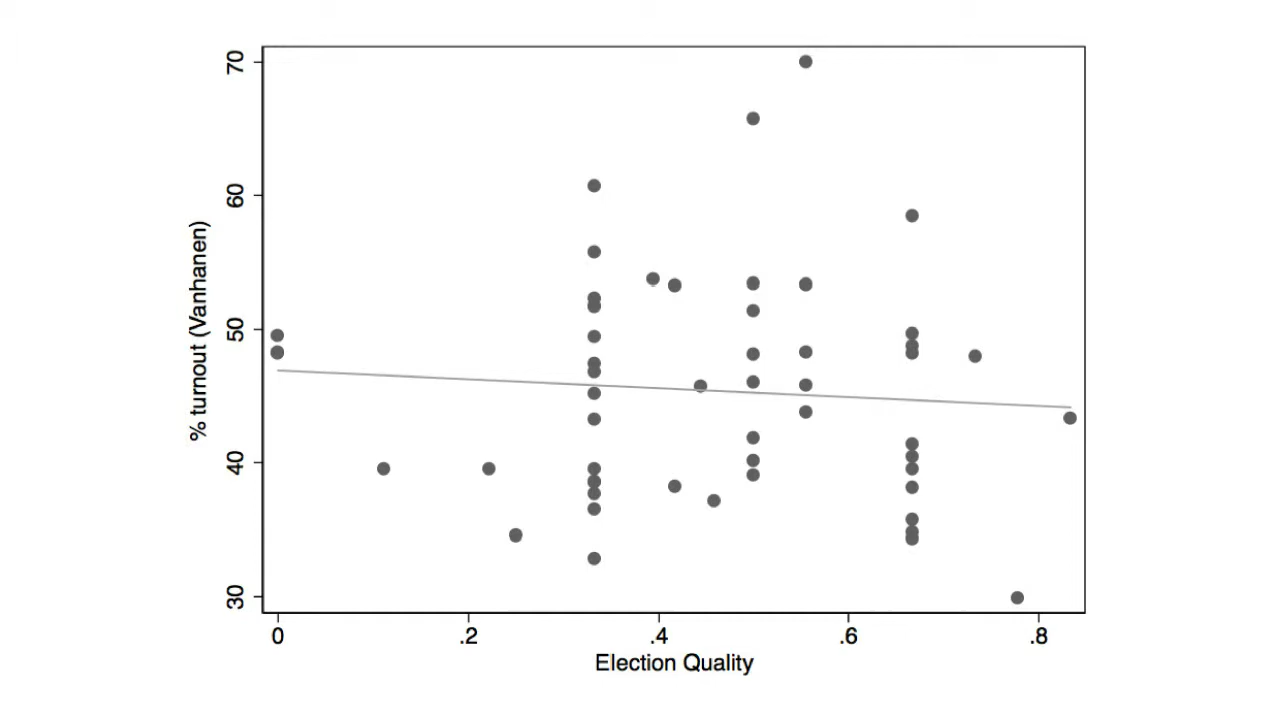 % turnout (Vanhanen)
70
60
50
40
30
0 .2 .4 .6 .8
Election Quality